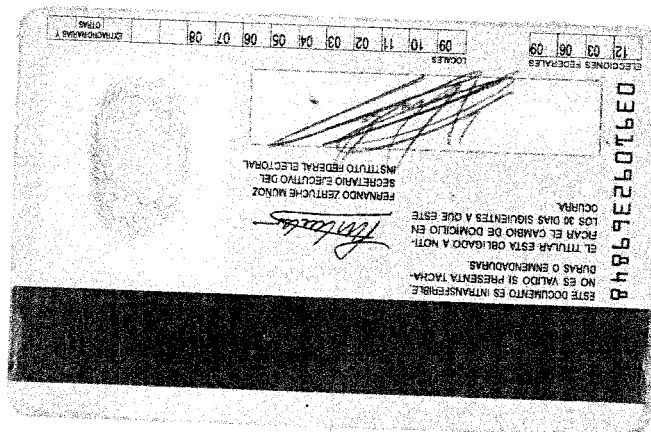 ESTE DOCUMENTO ES INTRANSFERIBLE.
NO ES VALIDO SI PRESENTA TACHA-
DURAS O ENMENDADURAS.
EL TITULAR ESTA OBLIGADO A NOTI-
FICAR EL CAMBIO DE DOMICILIO EN
LOS 30 DIAS SIGUIENTES A QUE ESTE
OCURRA.
FERNANDO ZERTUCHE MUÑOZ
SECRETARIO EJECUTIVO DEL
INSTITUTO FEDERAL ELECTORAL
ELECCIONES FEDERALES
12 03 06 09
LOCALES
09 10 11 02 03 04 05 06 07 08
EXTRAORDINARIAS Y
OTRAS